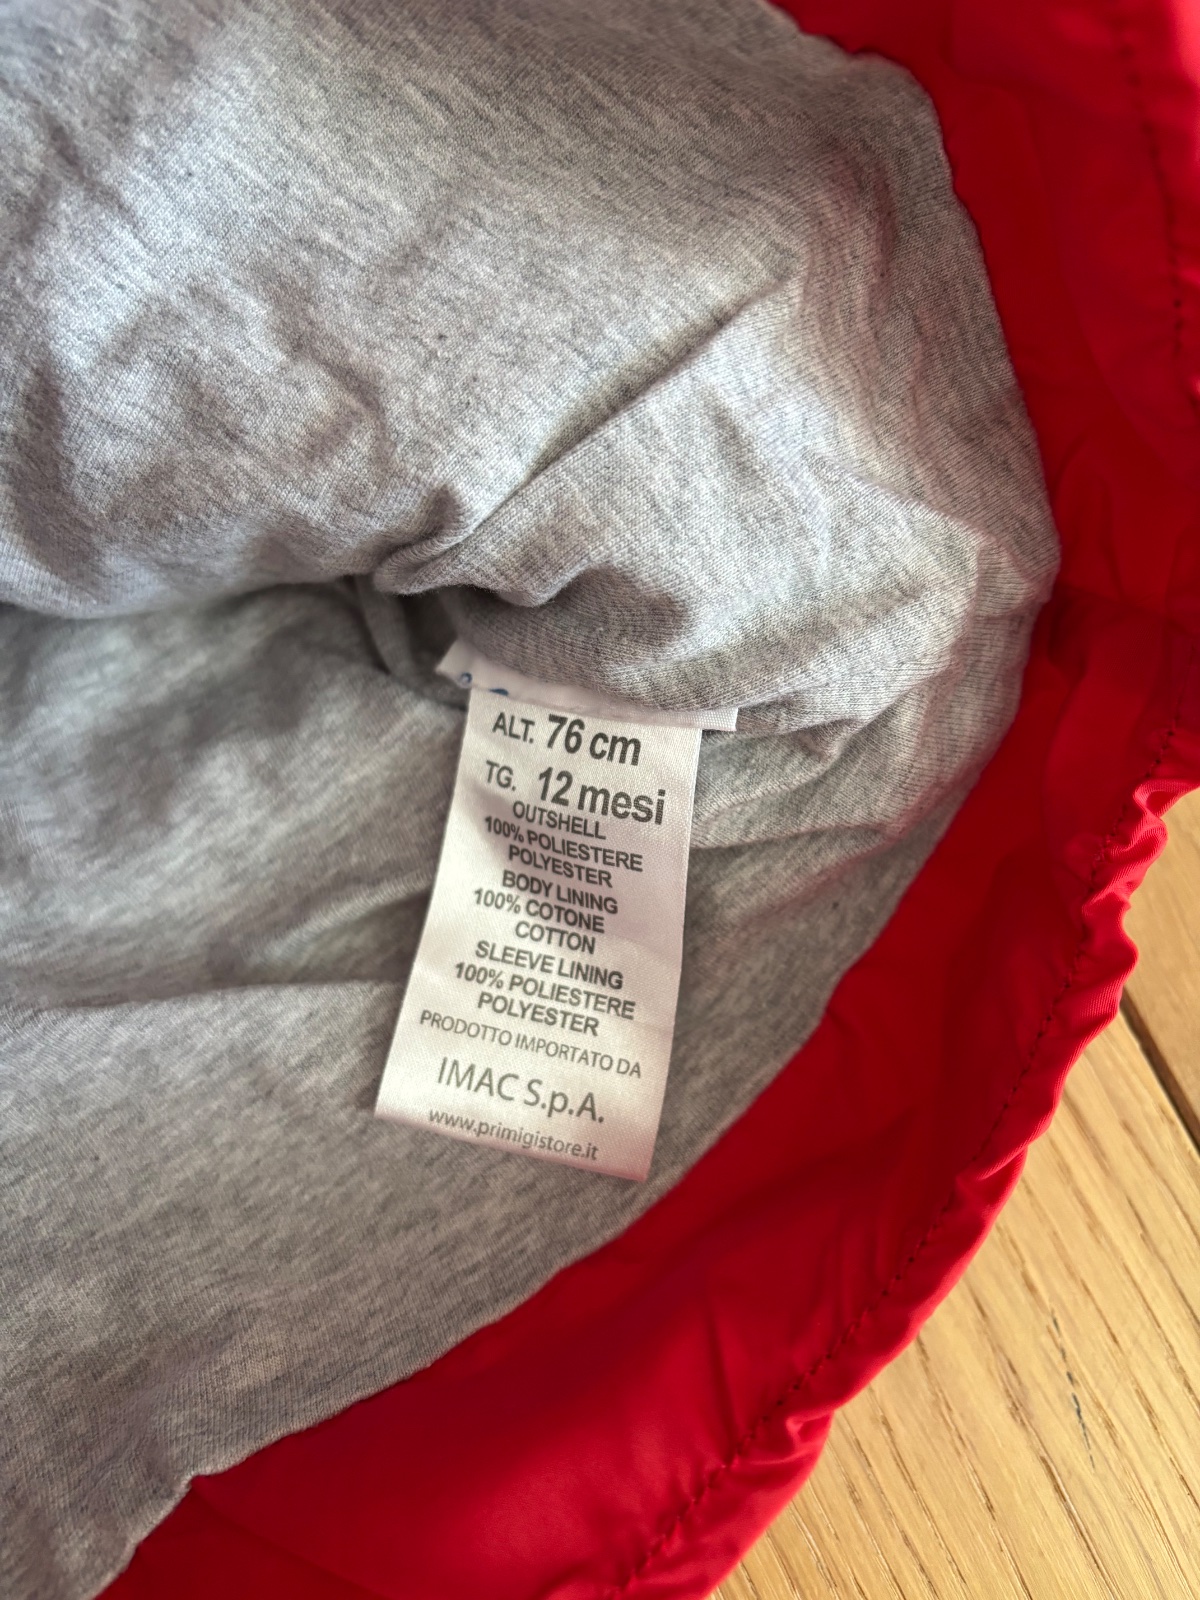 ALT. 76 cm
TG. 12 mesi
OUTSHELL
100% POLIESTERE
POLYESTER
BODY LINING
100% COTONE
COTTON
SLEEVE LINING
100% POLIESTERE
POLYESTER
PRODOTTO IMPORTATO DA
IMAC S.p.A.
www.primigistore.it